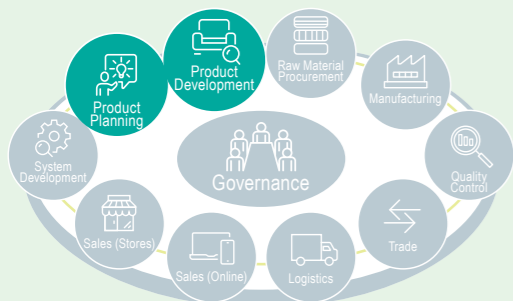 Product
Planning
Product
Development
Raw Material
Procurement
Manufacturing
Quality
Control
Trade
Logistics
Sales (Online)
Sales (Stores)
System
Development
Governance